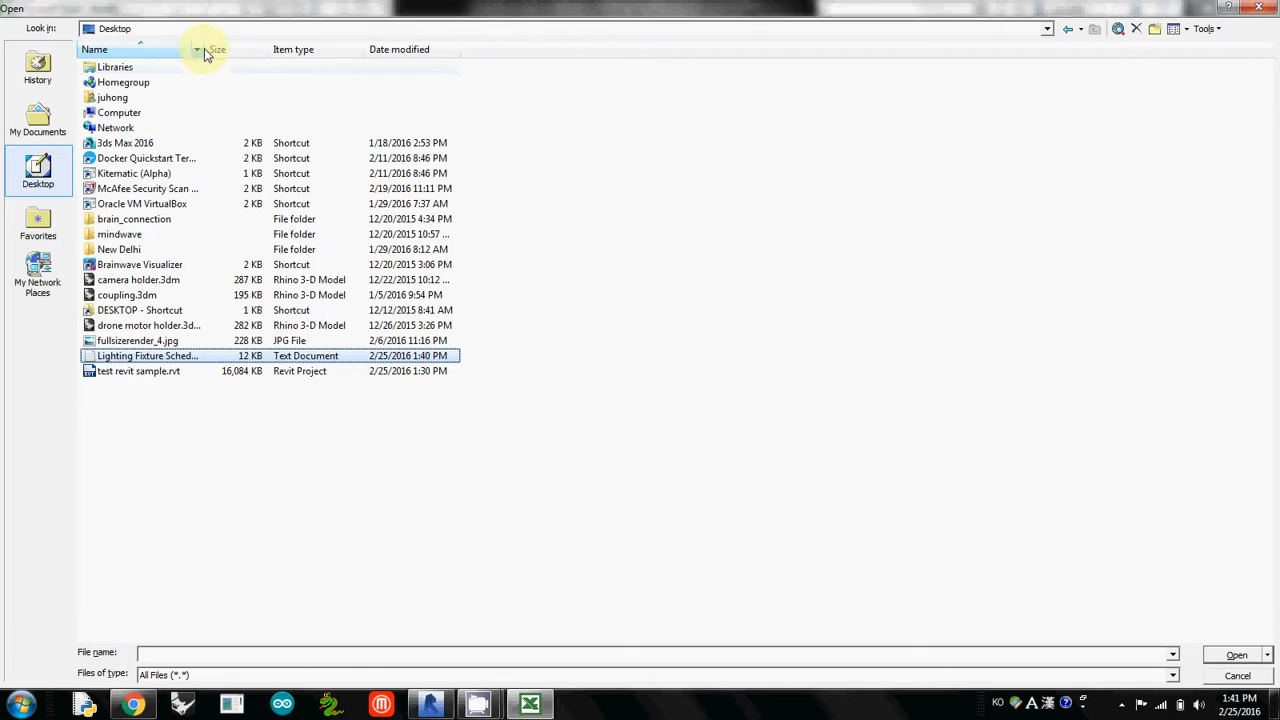 Open
Look in: Desktop Tools
Name Size Item type Date modified
History
My Documents
Desktop
Favorites
My Network
Places
Libraries
Homegroup
juhong
Computer
Network
3ds Max 2016 2 KB Shortcut 1/18/2016 2:53 PM
Docker Quickstart Ter... 2 KB Shortcut 2/11/2016 8:46 PM
Kitematic (Alpha) 1 KB Shortcut 2/11/2016 8:46 PM
McAfee Security Scan ... 2 KB Shortcut 2/19/2016 11:11 PM
Oracle VM VirtualBox 2 KB Shortcut 1/29/2016 7:37 AM
brain_connection File folder 12/20/2015 4:34 PM
mindwave File folder 12/20/2015 10:57 ...
New Delhi File folder 1/29/2016 8:12 AM
Brainwave Visualizer 2 KB Shortcut 12/20/2015 3:06 PM
camera holder.3dm 287 KB Rhino 3-D Model 12/22/2015 10:12 ...
coupling.3dm 195 KB Rhino 3-D Model 1/5/2016 9:54 PM
DESKTOP - Shortcut 1 KB Shortcut 12/12/2015 8:41 AM
drone motor holder.3d... 282 KB Rhino 3-D Model 12/26/2015 3:26 PM
fullsizerender_4.jpg 228 KB JPG File 2/6/2016 11:16 PM
Lighting Fixture Sched... 12 KB Text Document 2/25/2016 1:40 PM
test revit sample.rvt 16,084 KB Revit Project 2/25/2016 1:30 PM
File name: Open
Files of type: All Files (*.*) Cancel
KO A 漢 1:41 PM
2/25/2016